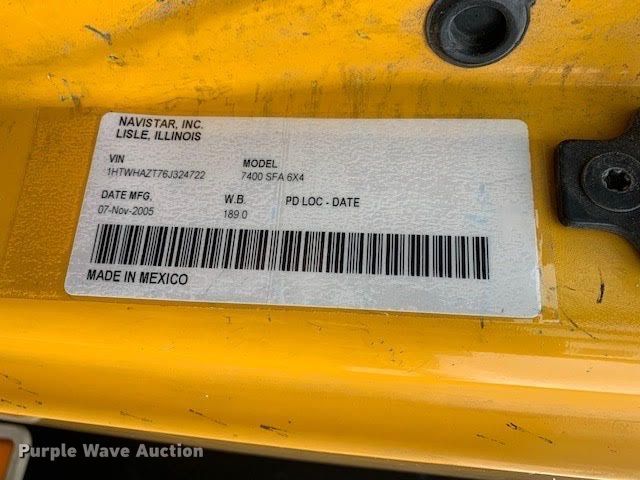 NAVISTAR, INC.
LISLE, ILLINOIS
VIN MODEL
1HTWHAZT76J324722 7400 SFA 6X4
DATE MFG, W.B. PD LOC - DATE
07-Nov-2005 189.0
MADE IN MEXICO
Purple Wave Auction